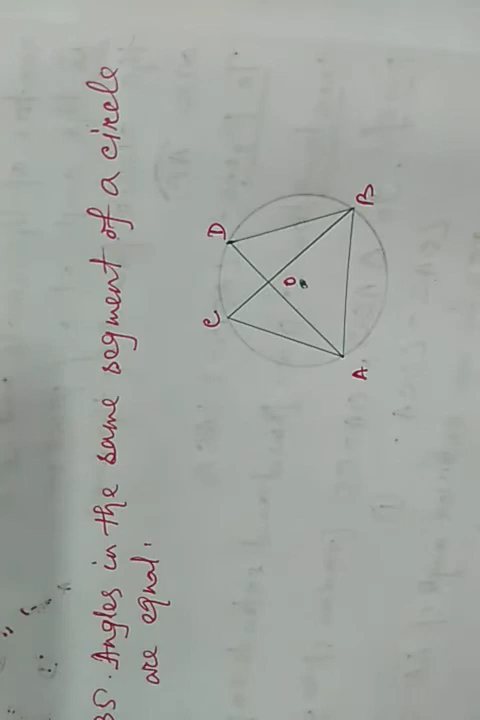 35. Angles in the same segment of a circle
are equal.
D
B
C
O
A